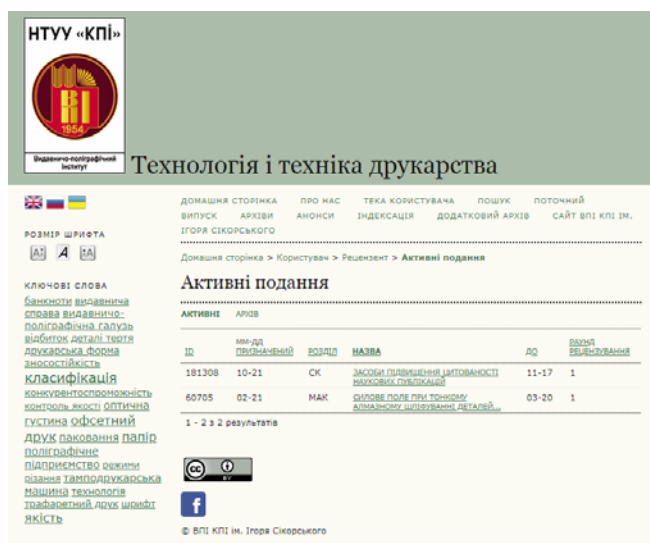 НТУУ «КПІ»
1954
Видавничо-поліграфічний
інститут
Технологія і техніка друкарства
РОЗМІР ШРИФТА
КЛЮЧОВІ СЛОВА
банкноти видавнича
справа видавничо-
поліграфічна галузь
відбиток деталі тертя
друкарська форма
зносостійкість
класифікація
конкурентоспроможність
контроль якості оптична
густина офсетний
друк паковання папір
поліграфічне
підприємство режими
різання тамподрукарська
машина технологія
трафаретний друк шрифт
якість
ДОМАШНЯ СТОРІНКА ПРО НАС ТЕКА КОРИСТУВАЧА ПОШУК ПОТОЧНИЙ
ВИПУСК АРХІВИ АНОНСИ ІНДЕКСАЦІЯ ДОДАТКОВИЙ АРХІВ САЙТ ВПІ КПІ ІМ.
ІГОРЯ СІКОРСЬКОГО
Домашня сторінка > Користувач > Рецензент > Активні подання
Активні подання
АКТИВНІ АРХІВ
ID ММ-ДД ПРИЗНАЧЕНИЙ РОЗДІЛ НАЗВА ДО РАУНД РЕЦЕНЗУВАННЯ
181308 10-21 СК ЗАСОБИ ПІДВИЩЕННЯ ЦИТОВАНОСТІ 11-17 1
НАУКОВИХ ПУБЛІКАЦІЙ
60705 02-21 МАК СИЛОВЕ ПОЛЕ ПРИ ТОНКОМУ 03-20 1
АЛМАЗНОМУ ШЛІФУВАННІ ДЕТАЛЕЙ...
1 - 2 з 2 результатів
cc
BY
f
© ВПІ КПІ ім. Ігоря Сікорського